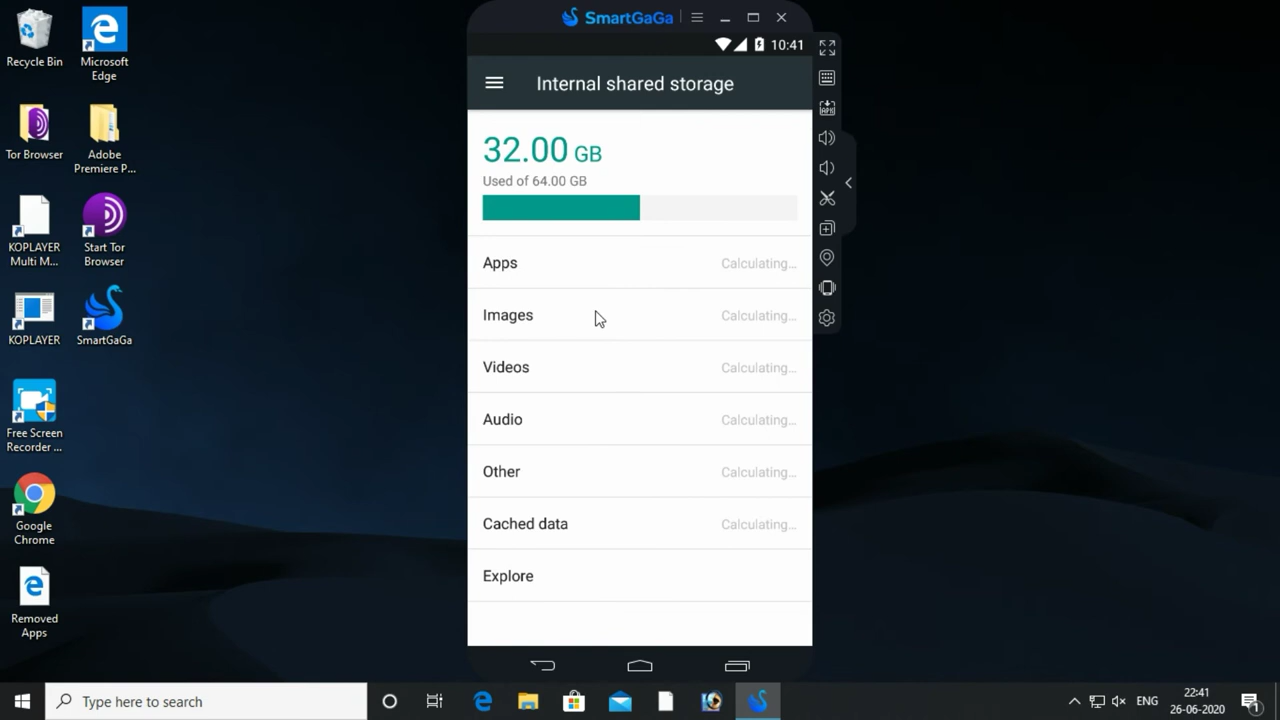 Recycle Bin
Microsoft
Edge
Tor Browser
Adobe
Premiere P...
KOPLAYER
Multi M...
Start Tor
Browser
KOPLAYER
SmartGaGa
Free Screen
Recorder ...
Google
Chrome
Removed
Apps
SmartGaGa
10:41
Internal shared storage
32.00 GB
Used of 64.00 GB
Apps Calculating...
Images Calculating...
Videos Calculating...
Audio Calculating...
Other Calculating...
Cached data Calculating...
Explore
APK
Type here to search
ENG
22:41
26-06-2020
1